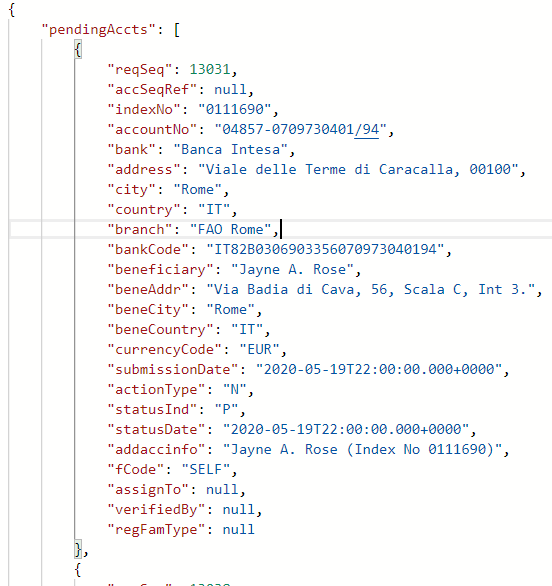 {
"pendingAccts": [
{
"reqSeq": 13031,
"accSeqRef": null,
"indexNo": "0111690",
"accountNo": "04857-0709730401/94",
"bank": "Banca Intesa",
"address": "Viale delle Terme di Caracalla, 00100",
"city": "Rome",
"country": "IT",
"branch": "FAO Rome",
"bankCode": "IT82B0306903356070973040194",
"beneficiary": "Jayne A. Rose",
"beneAddr": "Via Badia di Cava, 56, Scala C, Int 3.",
"beneCity": "Rome",
"beneCountry": "IT",
"currencyCode": "EUR",
"submissionDate": "2020-05-19T22:00:00.000+0000",
"actionType": "N",
"statusInd": "P",
"statusDate": "2020-05-19T22:00:00.000+0000",
"addaccinfo": "Jayne A. Rose (Index No 0111690)",
"fCode": "SELF",
"assignTo": null,
"verifiedBy": null,
"regFamType": null
},
{